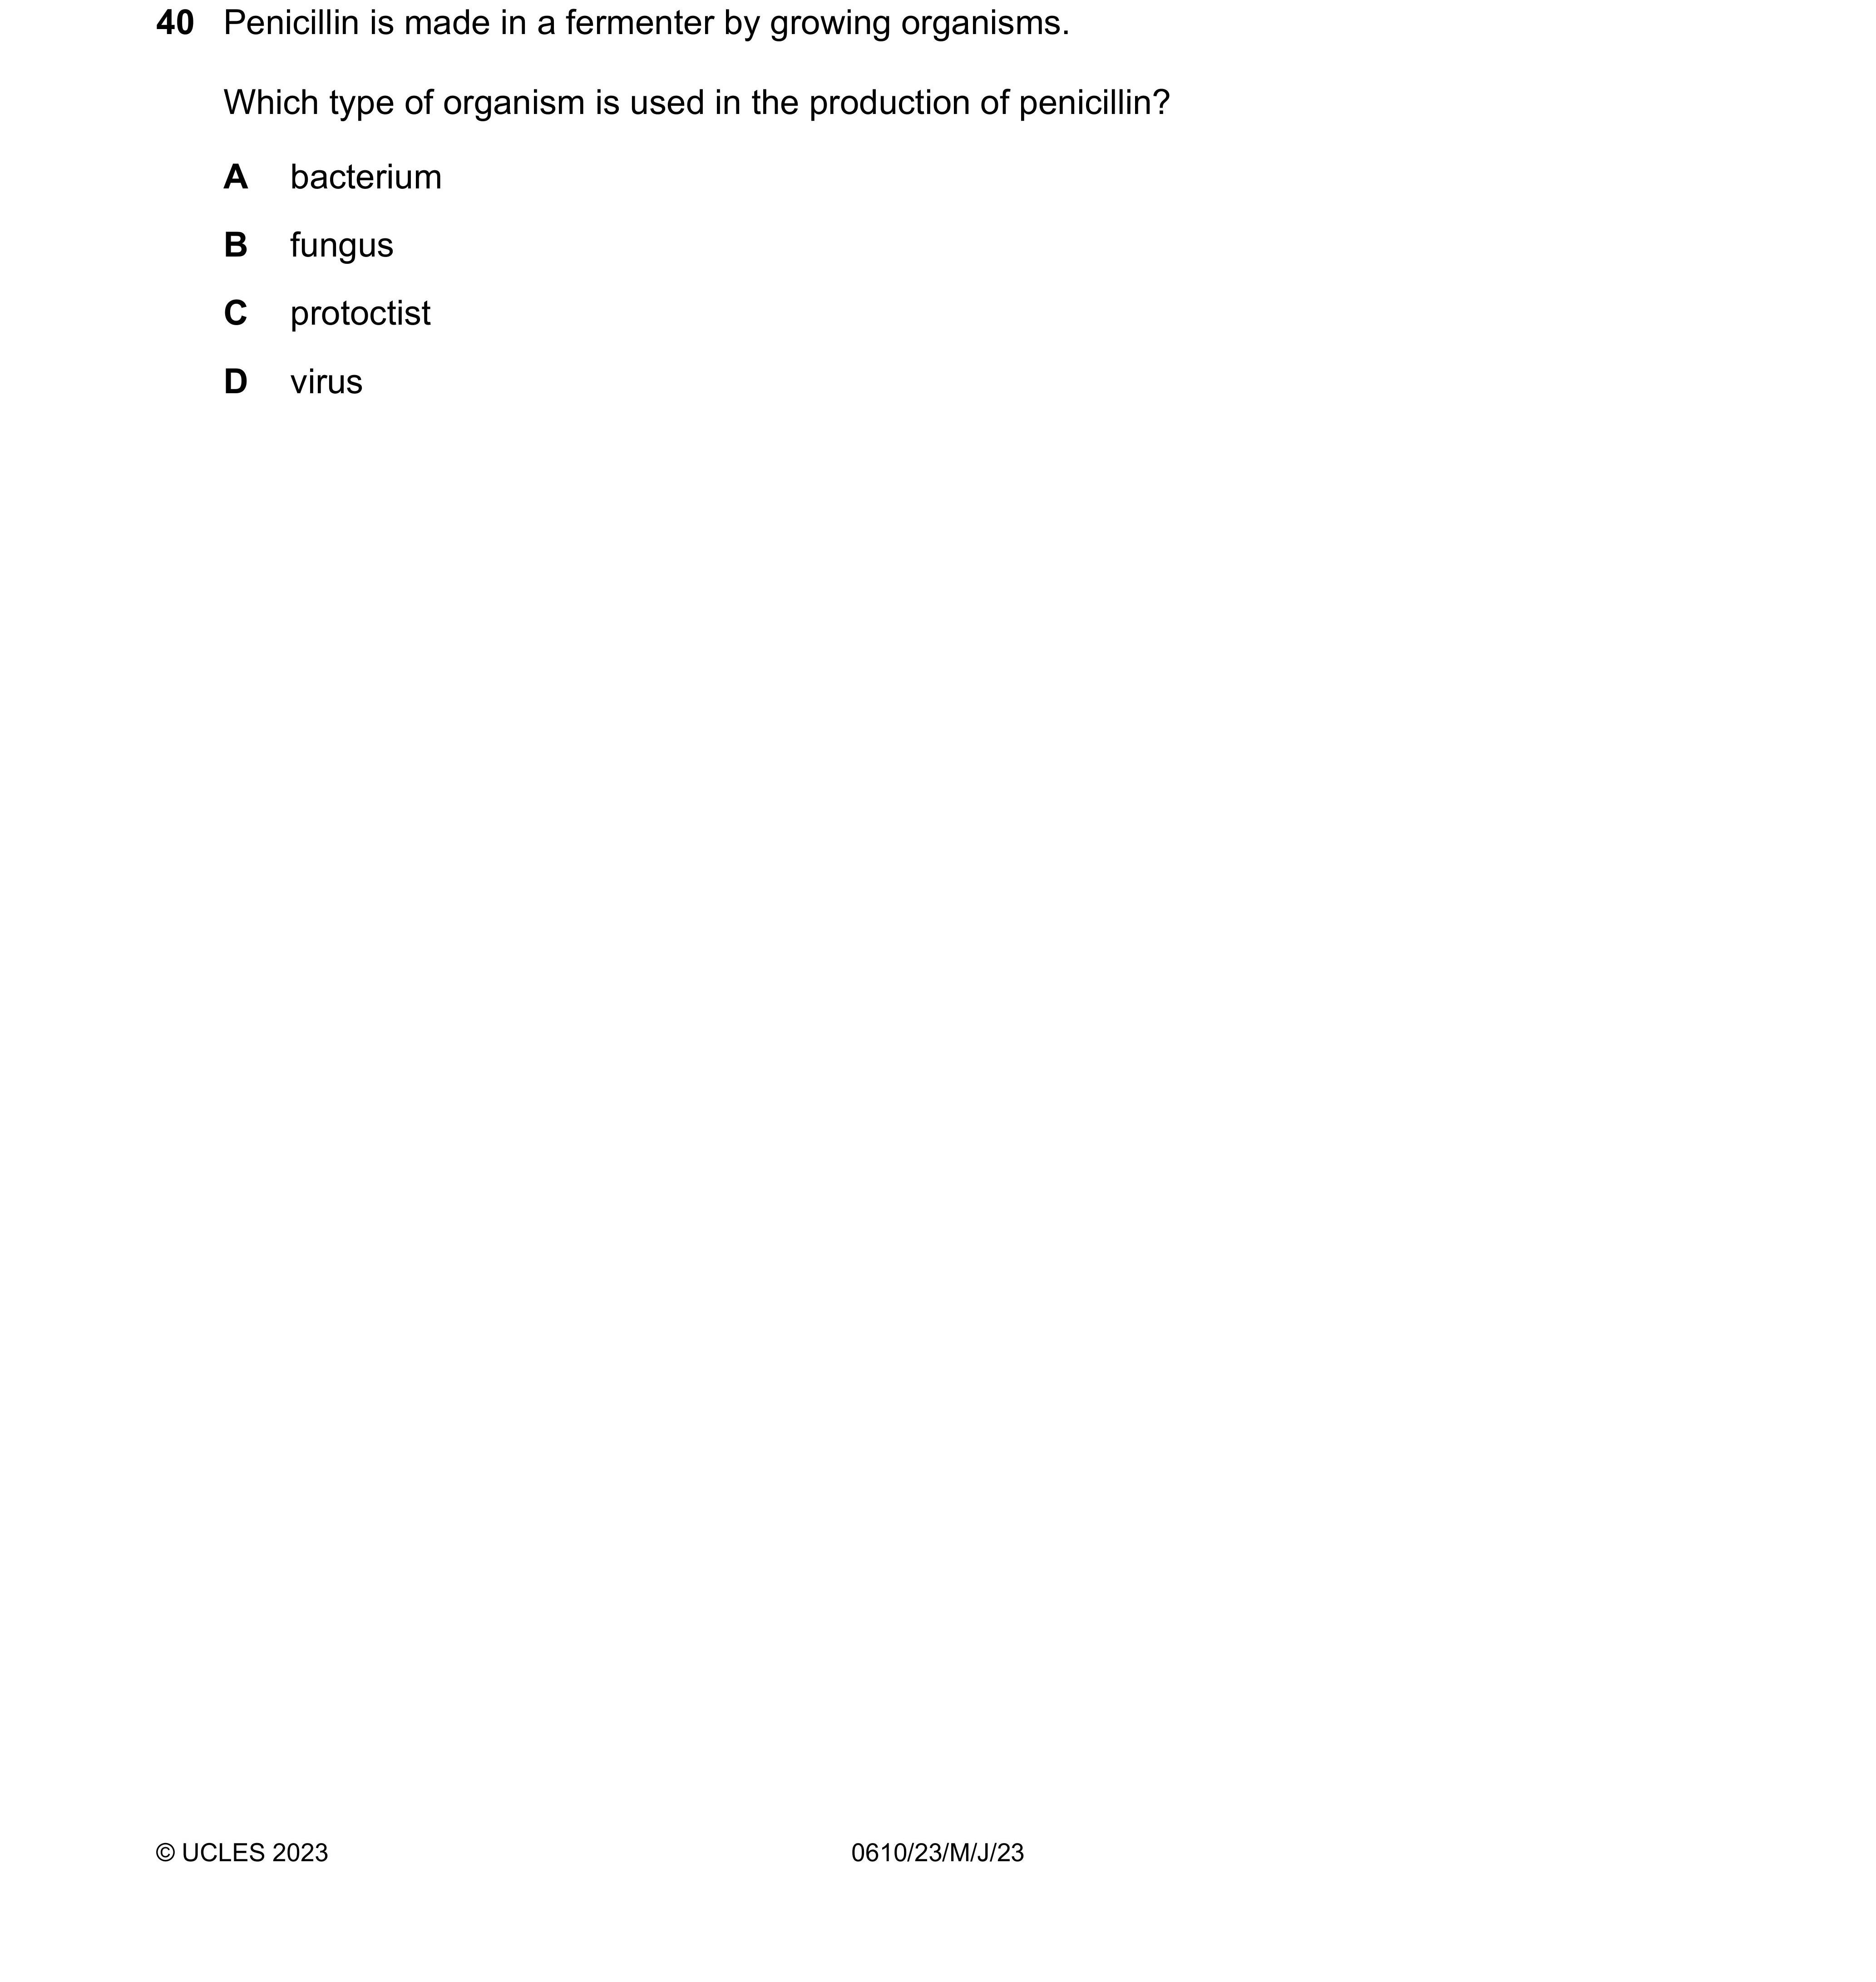 40 Penicillin is made in a fermenter by growing organisms.
Which type of organism is used in the production of penicillin?
A bacterium
B fungus
C protoctist
D virus
© UCLES 2023 0610/23/M/J/23